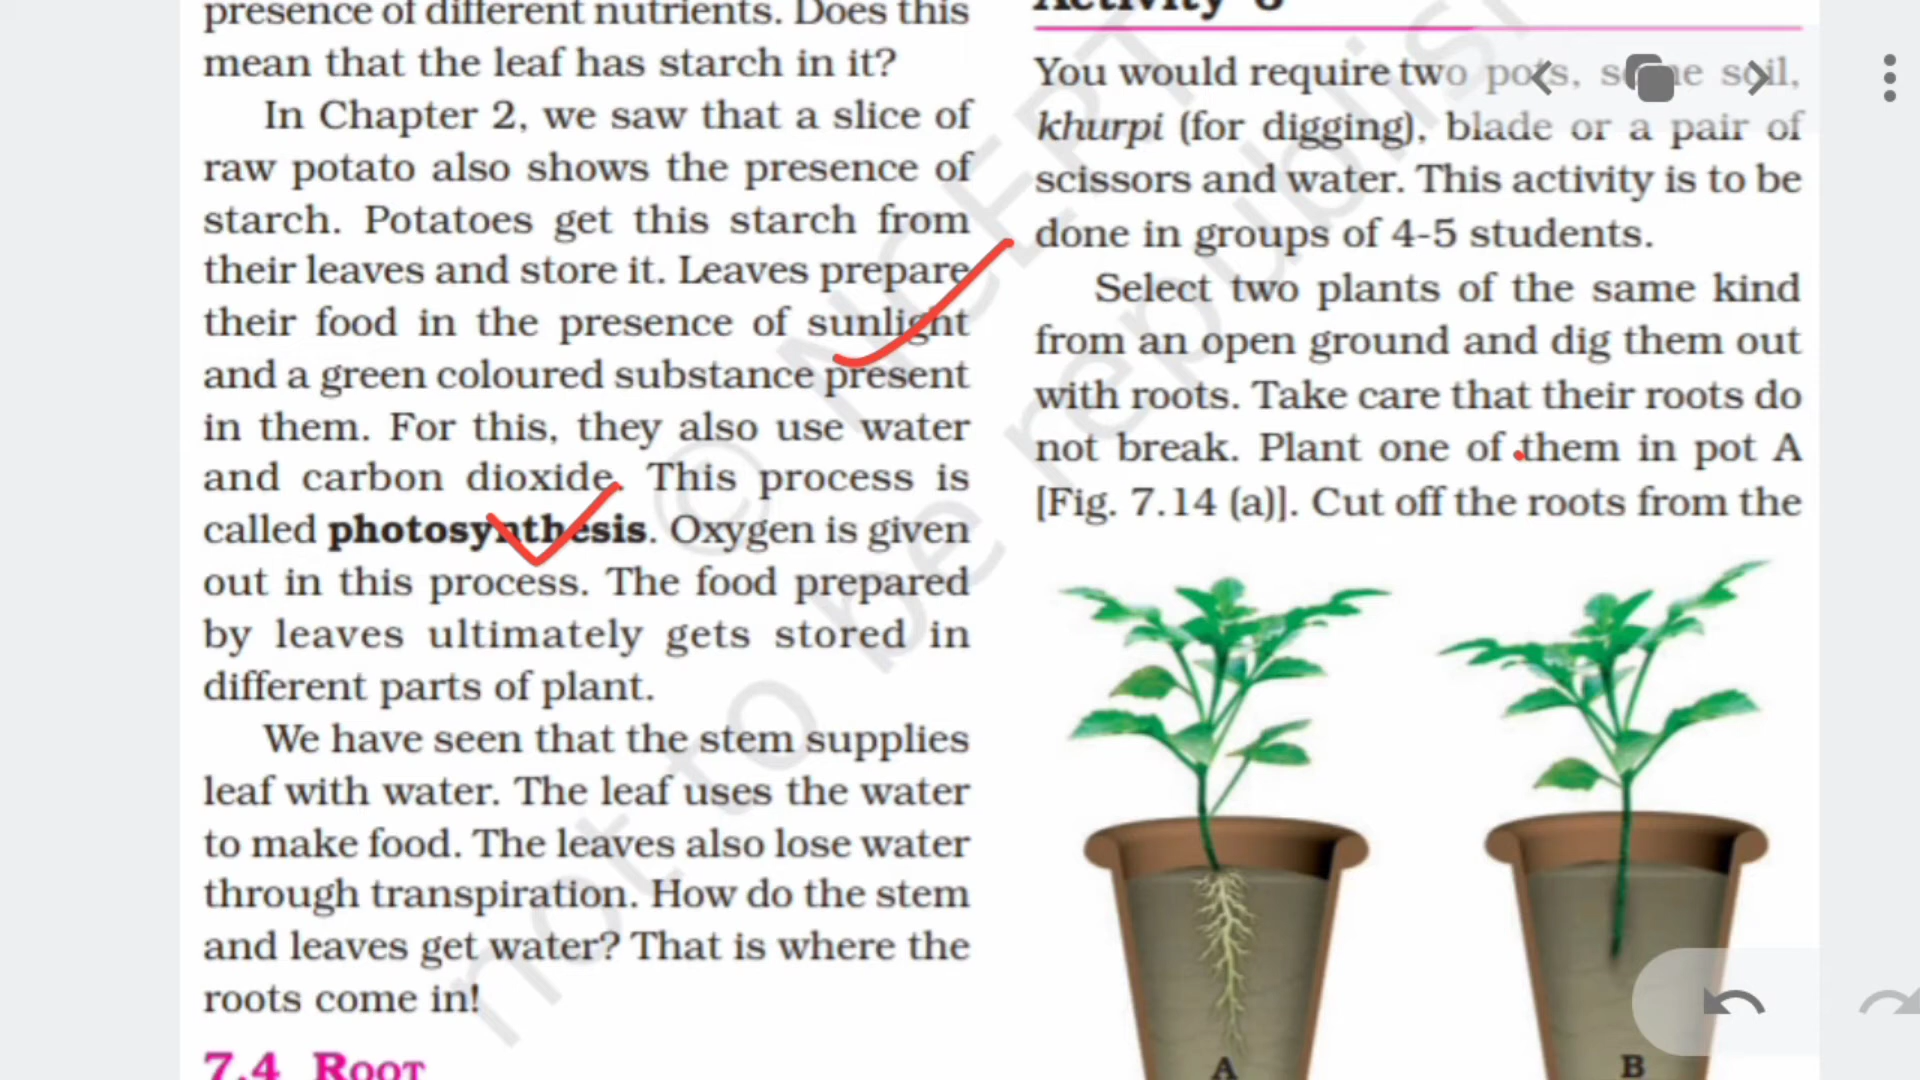 presence of different nutrients. Does this
mean that the leaf has starch in it?
In Chapter 2, we saw that a slice of
raw potato also shows the presence of
starch. Potatoes get this starch from
their leaves and store it. Leaves prepare
their food in the presence of sunlight
and a green coloured substance present
in them. For this, they also use water
and carbon dioxide. This process is
called photosynthesis. Oxygen is given
out in this process. The food prepared
by leaves ultimately gets stored in
different parts of plant.
We have seen that the stem supplies
leaf with water. The leaf uses the water
to make food. The leaves also lose water
through transpiration. How do the stem
and leaves get water? That is where the
roots come in!
7.4 ROOT
Activity 8
You would require two pots, some soil,
khurpi (for digging), blade or a pair of
scissors and water. This activity is to be
done in groups of 4-5 students.
Select two plants of the same kind
from an open ground and dig them out
with roots. Take care that their roots do
not break. Plant one of them in pot A
[Fig. 7.14 (a)]. Cut off the roots from the
A
B
© NCERT
not to be republis